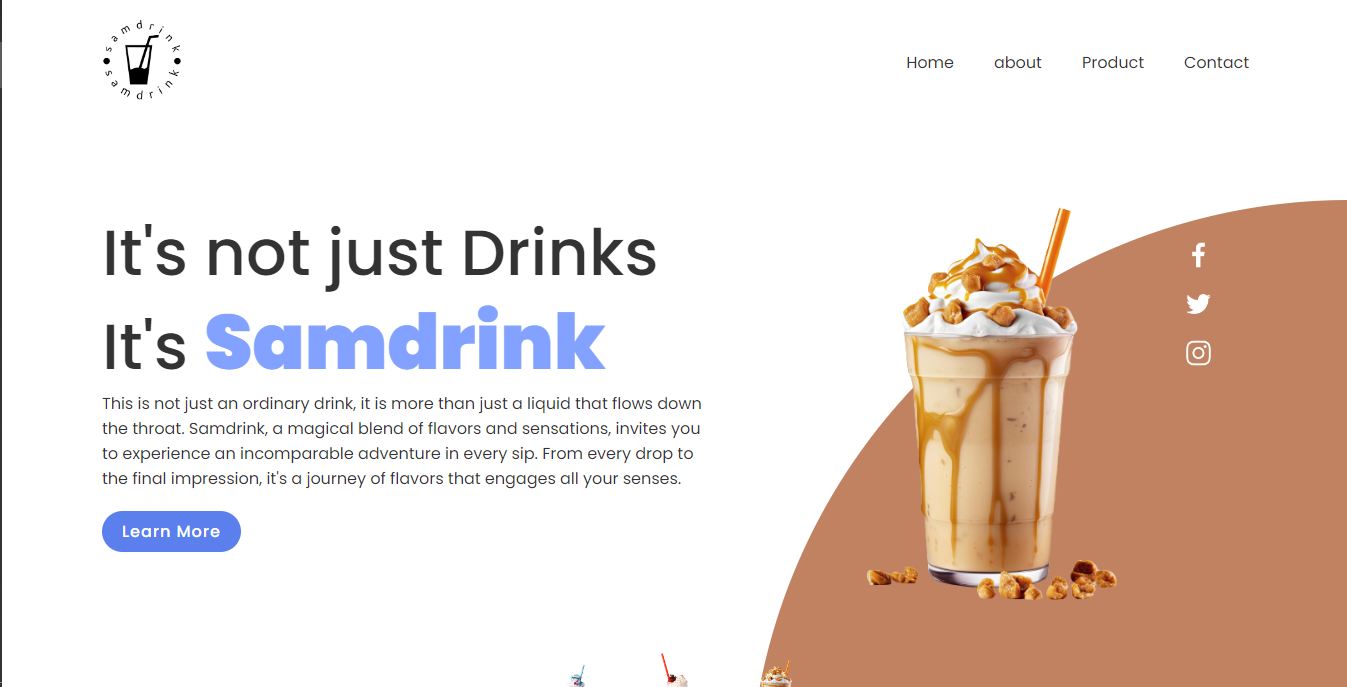 samdrink
samdrink
Home about Product Contact
It's not just Drinks
It's Samdrink
This is not just an ordinary drink, it is more than just a liquid that flows down
the throat. Samdrink, a magical blend of flavors and sensations, invites you
to experience an incomparable adventure in every sip. From every drop to
the final impression, it's a journey of flavors that engages all your senses.
Learn More